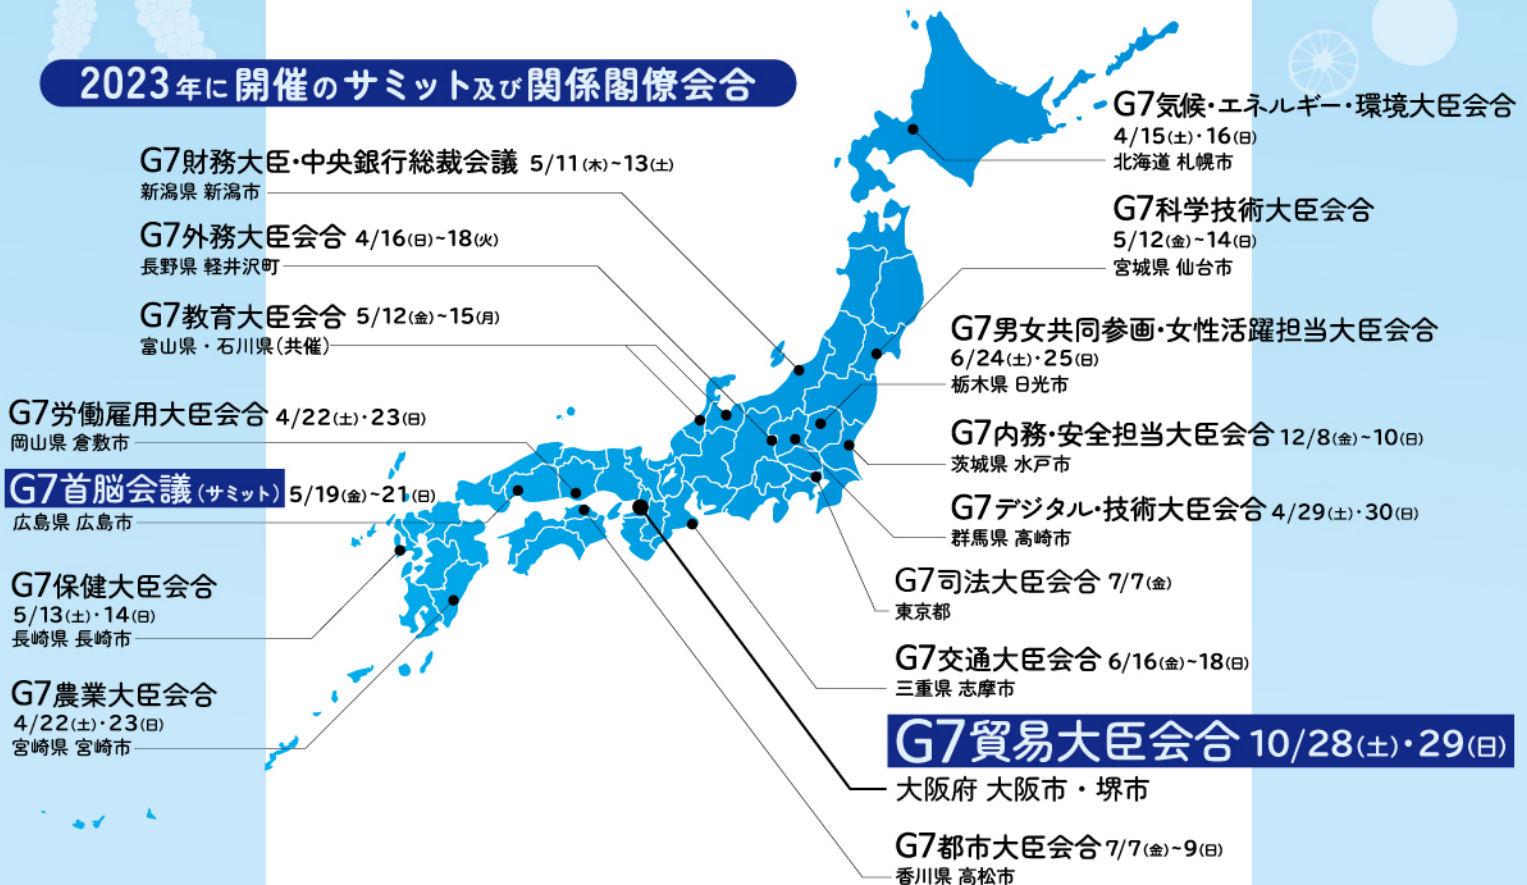 2023年に開催のサミット及び関係閣僚会合
G7財務大臣・中央銀行総裁会議 5/11(木)~13(土)
新潟県 新潟市
G7外務大臣会合 4/16(日)~18(火)
長野県 軽井沢町
G7教育大臣会合 5/12(金)~15(月)
富山県・石川県(共催)
G7労働雇用大臣会合 4/22(土)・23(日)
岡山県 倉敷市
G7首脳会議(サミット) 5/19(金)~21(日)
広島県 広島市
G7保健大臣会合
5/13(土)・14(日)
長崎県 長崎市
G7農業大臣会合
4/22(土)・23(日)
宮崎県 宮崎市
G7気候・エネルギー・環境大臣会合
4/15(土)・16(日)
北海道 札幌市
G7科学技術大臣会合
5/12(金)~14(日)
宮城県 仙台市
G7男女共同参画・女性活躍担当大臣会合
6/24(土)・25(日)
栃木県 日光市
G7内務・安全担当大臣会合 12/8(金)~10(日)
茨城県 水戸市
G7デジタル・技術大臣会合 4/29(土)・30(日)
群馬県 高崎市
G7司法大臣会合 7/7(金)
東京都
G7交通大臣会合 6/16(金)~18(日)
三重県 志摩市
G7貿易大臣会合 10/28(土)・29(日)
大阪府 大阪市・堺市
G7都市大臣会合 7/7(金)~9(日)
香川県 高松市